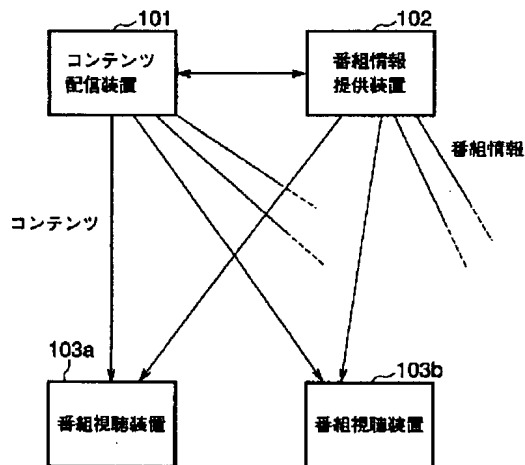 101
102
コンテンツ
配信装置
番組情報
提供装置
番組情報
コンテンツ
103a
103b
番組視聴装置
番組視聴装置